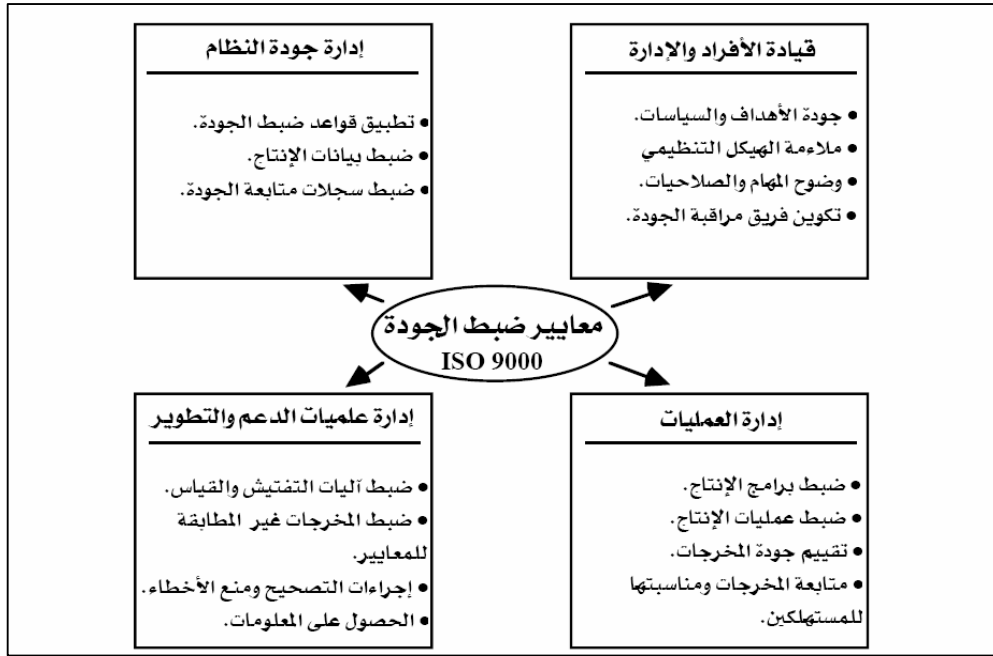 قيادة الأفراد والإدارة
• جودة الأهداف والسياسات.
• ملاءمة الهيكل التنظيمي
• وضوح المهام والصلاحيات.
• تكوين فريق مراقبة الجودة.
إدارة جودة النظام
• تطبيق قواعد ضبط الجودة.
• ضبط بيانات الإنتاج.
• ضبط سجلات متابعة الجودة.
معايير ضبط الجودة
ISO 9000
إدارة العمليات
• ضبط برامج الإنتاج.
• ضبط عمليات الإنتاج.
• تقييم جودة المخرجات.
• متابعة المخرجات ومناسبتها
للمستهلكين.
إدارة علميات الدعم والتطوير
• ضبط آليات التفتيش والقياس.
• ضبط المخرجات غير المطابقة
للمعايير.
• إجراءات التصحيح ومنع الأخطاء.
• الحصول على المعلومات.